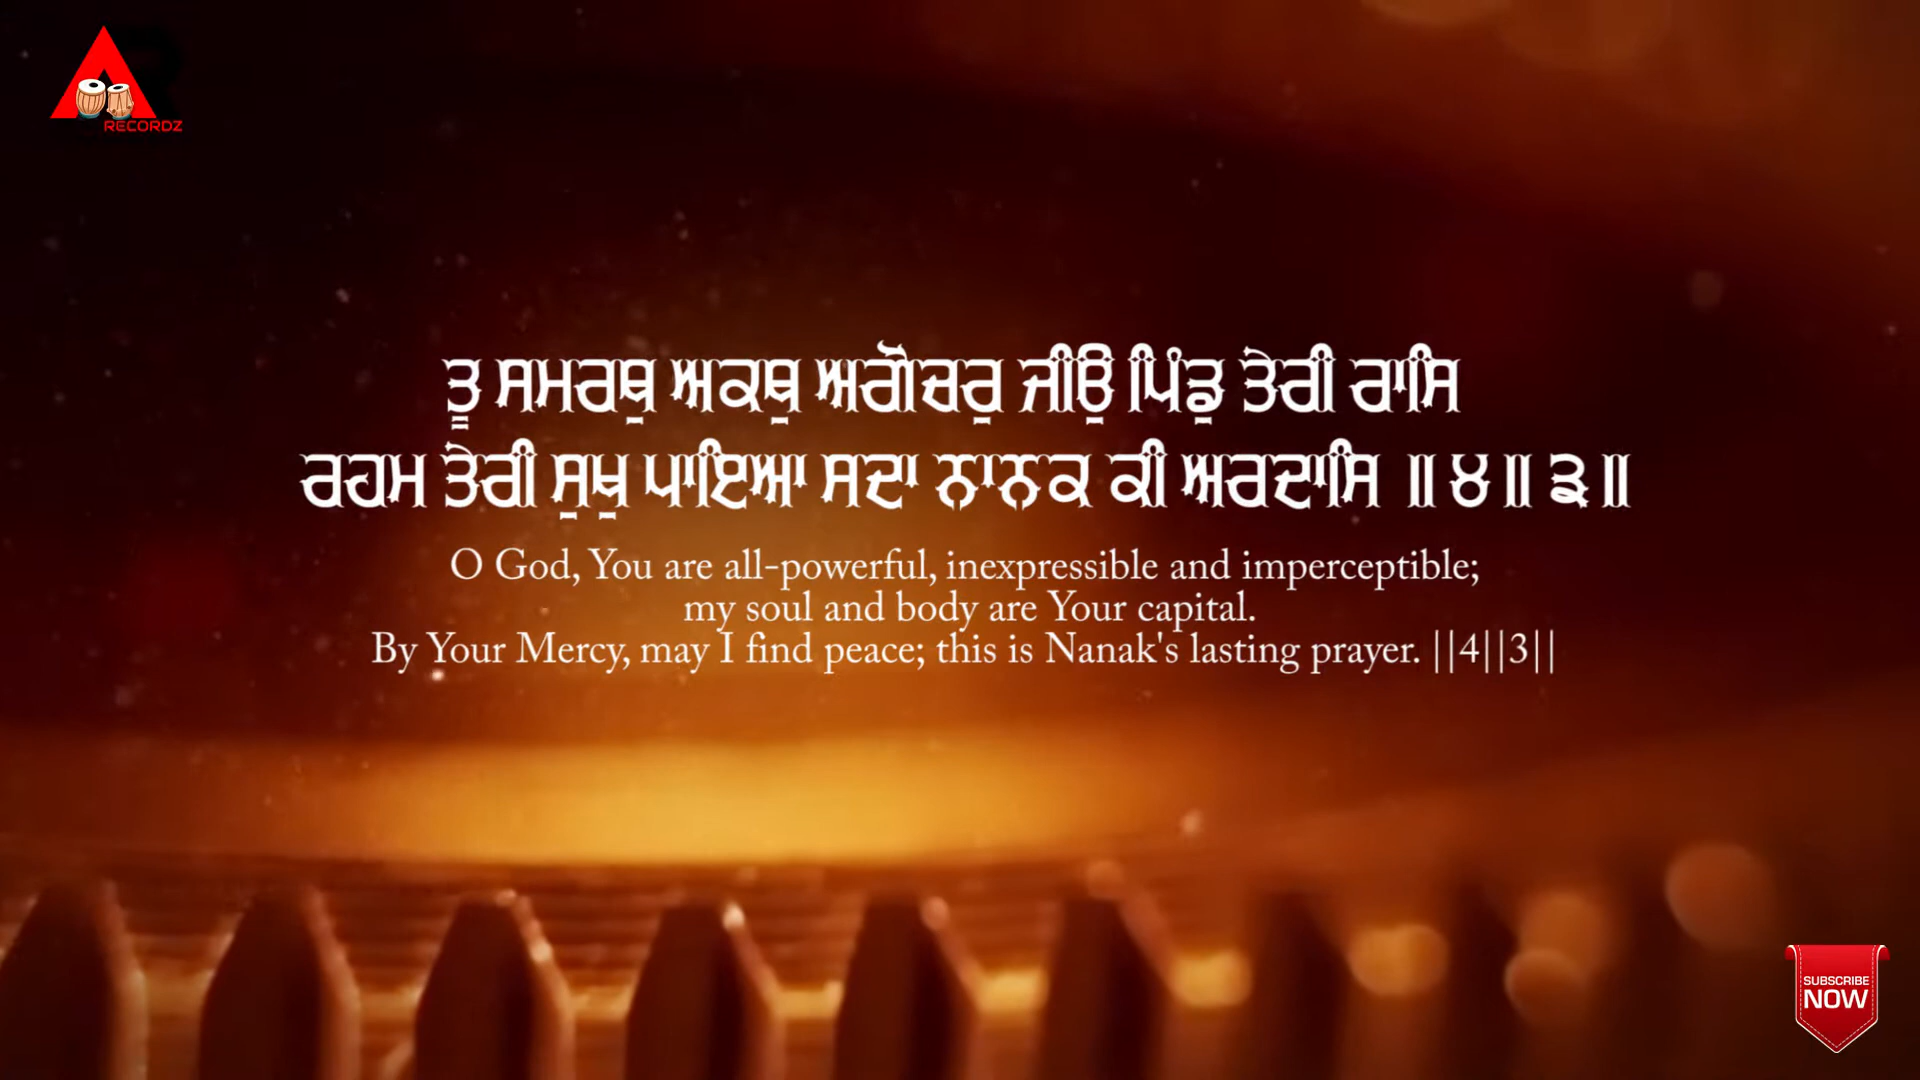 RECORDZ
ਤੂ ਸਮਰਥੁ ਅਕਥੁ ਅਗੋਚਰੁ ਜੀਉ ਪਿੰਡੁ ਤੇਰੀ ਰਾਸਿ
ਰਹਮ ਤੇਰੀ ਸੁਖੁ ਪਾਇਆ ਸਦਾ ਨਾਨਕ ਕੀ ਅਰਦਾਸਿ ॥੪॥੩॥
O God, You are all-powerful, inexpressible and imperceptible;
my soul and body are Your capital.
By Your Mercy, may I find peace; this is Nanak's lasting prayer. ||4||3||
SUBSCRIBE
NOW